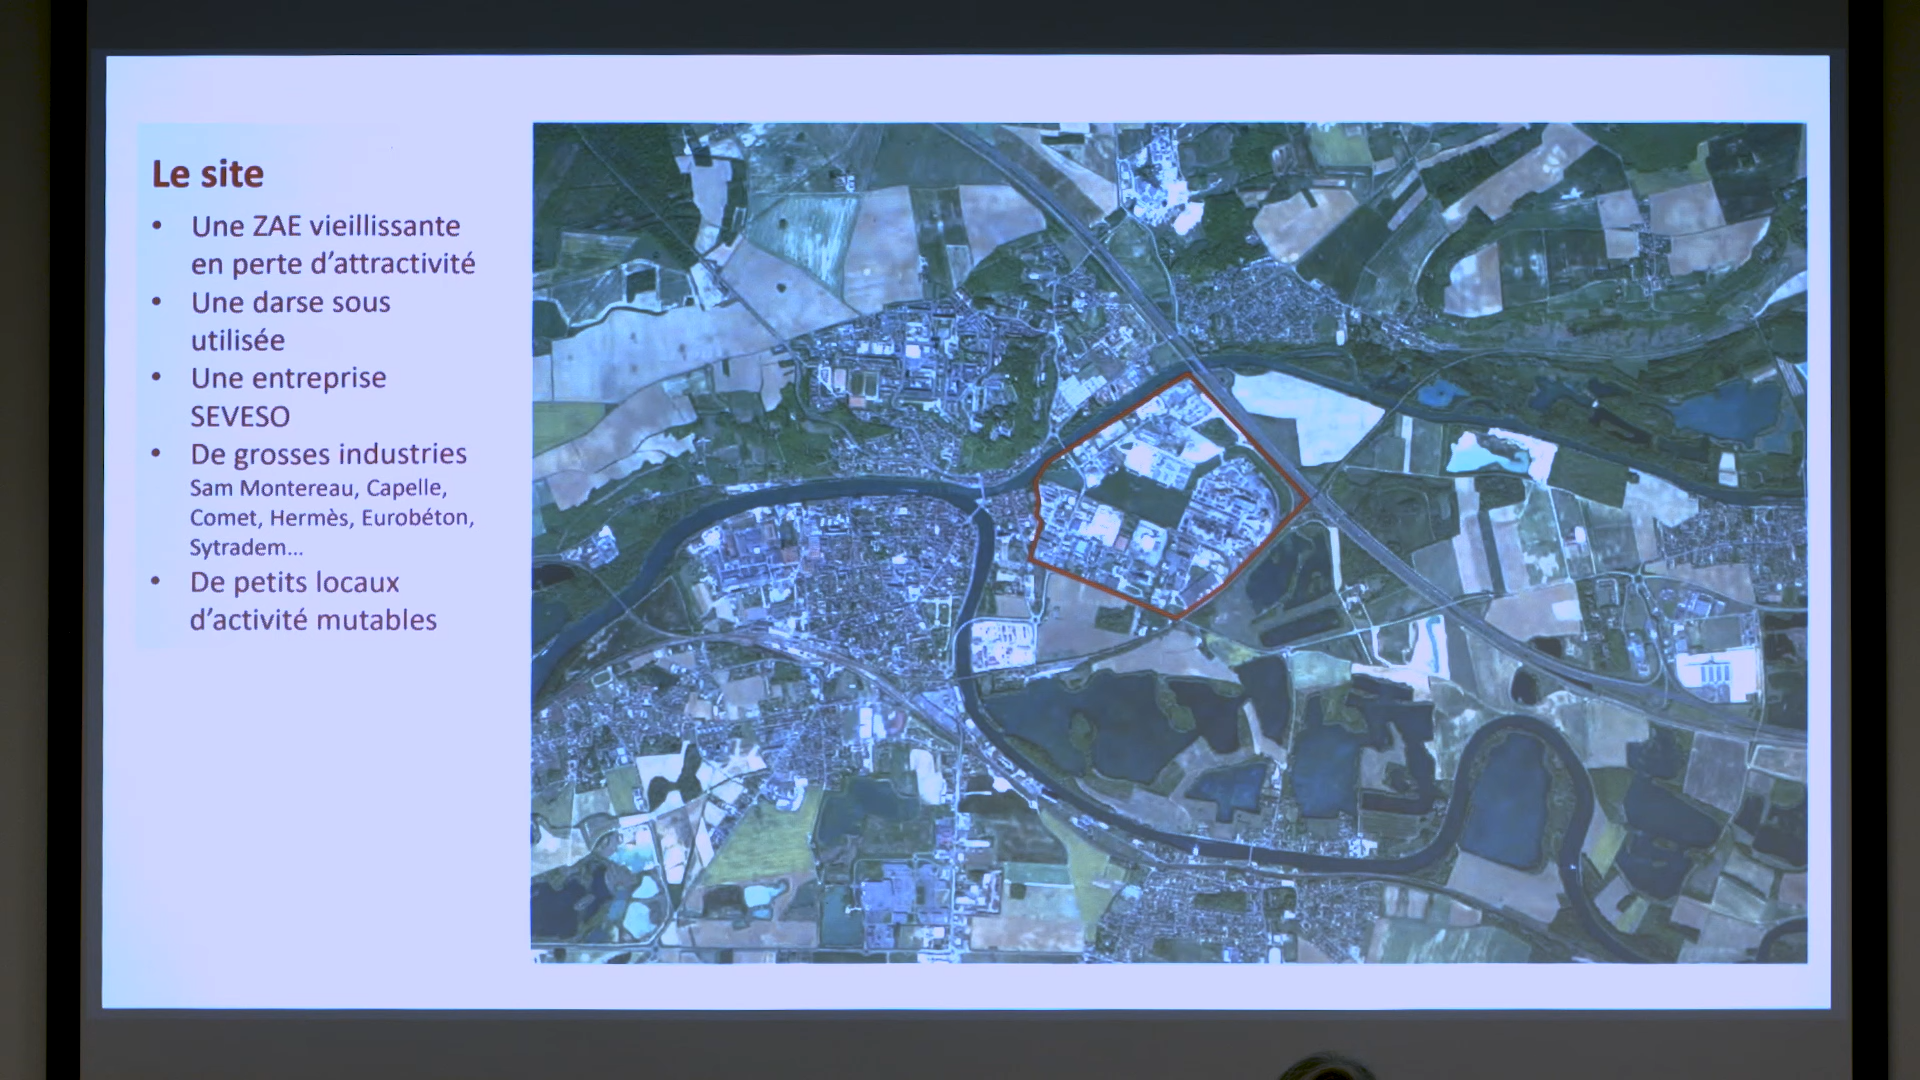 Le site
• Une ZAE vieillissante
en perte d’attractivité
• Une darse sous
utilisée
• Une entreprise
SEVESO
• De grosses industries
Sam Montereau, Capelle,
Comet, Hermès, Eurobéton,
Sytradem...
• De petits locaux
d’activité mutables